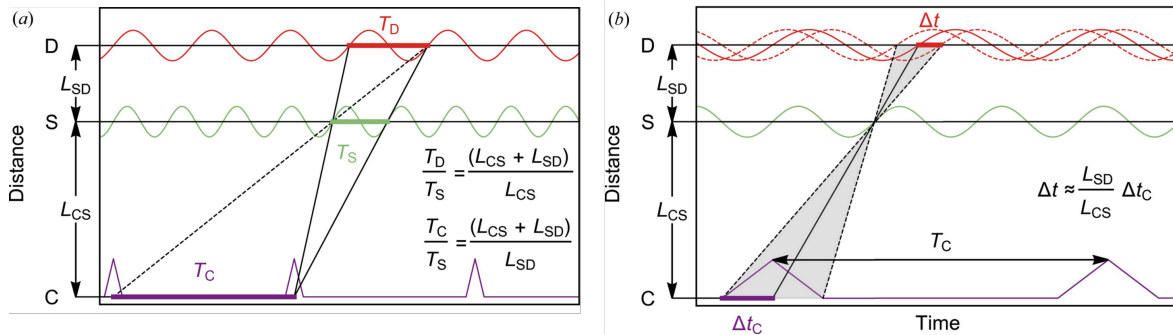 (a)
D
T_D
L_SD
S
T_S
Distance
L_CS
T_D / T_S = (L_CS + L_SD) / L_CS
T_C / T_S = (L_CS + L_SD) / L_SD
T_C
C
(b)
D
Δt
L_SD
S
Distance
L_CS
Δt ≈ L_SD / L_CS Δt_C
T_C
C
Δt_C
Time